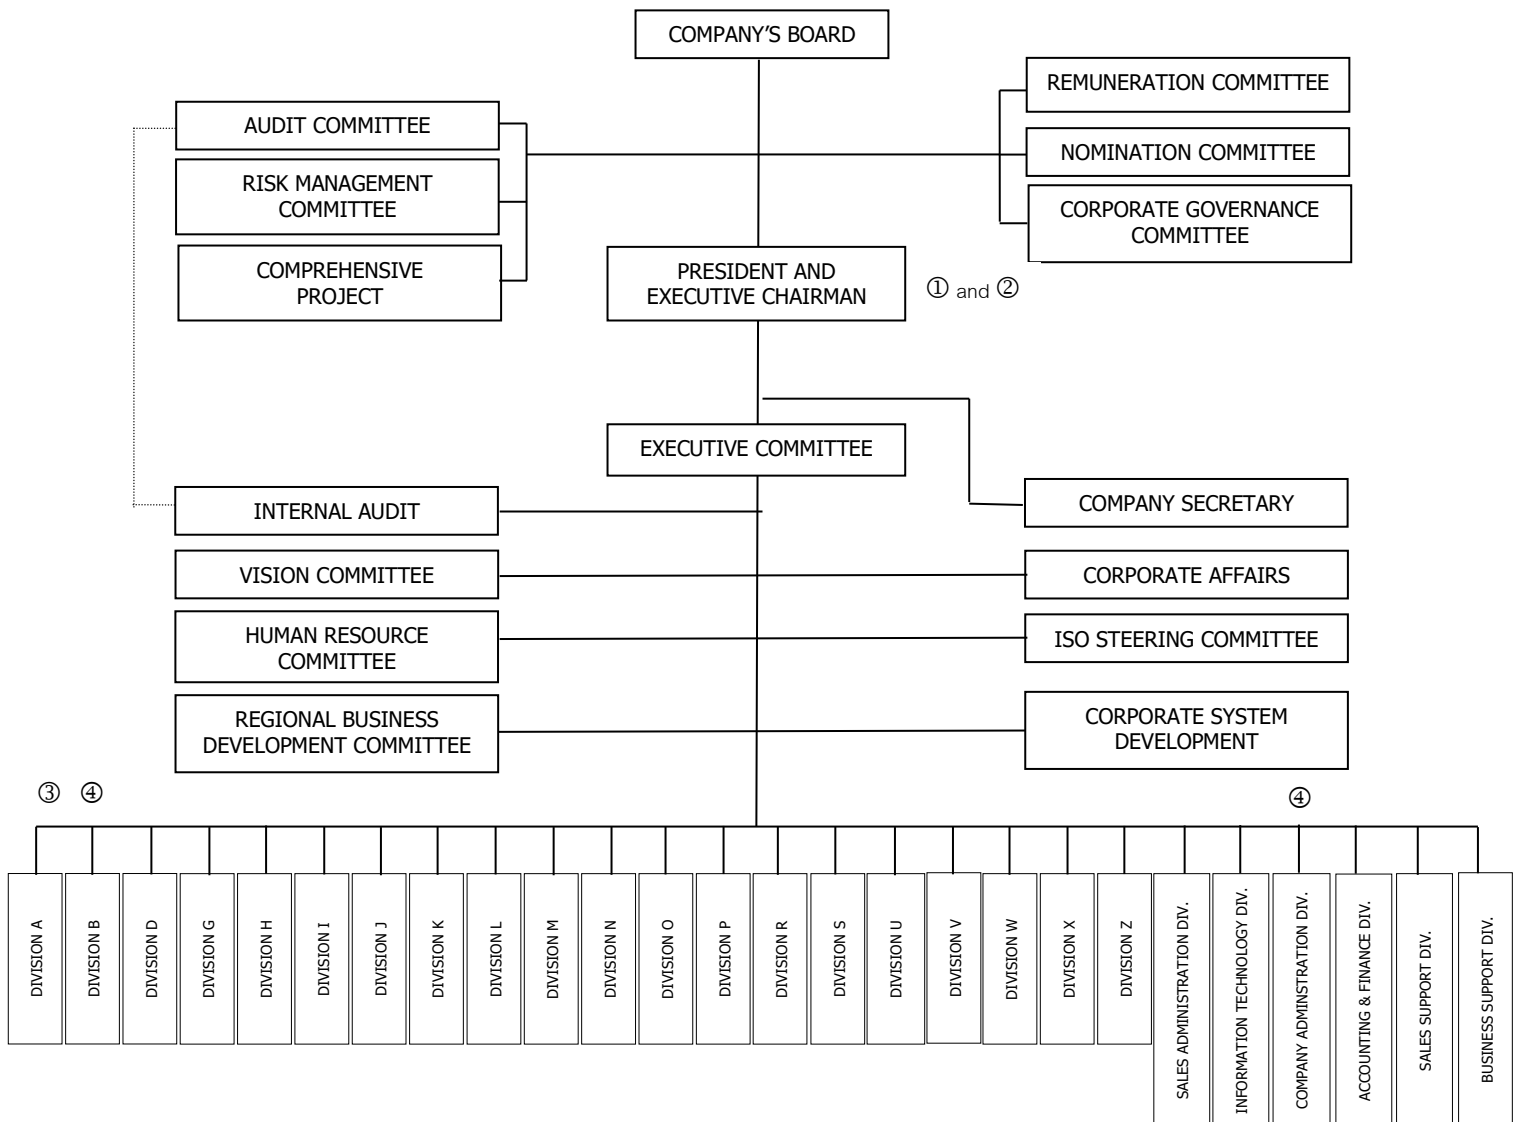 COMPANY’S BOARD
REMUNERATION COMMITTEE
AUDIT COMMITTEE
NOMINATION COMMITTEE
RISK MANAGEMENT
COMMITTEE
CORPORATE GOVERNANCE
COMMITTEE
COMPREHENSIVE
PROJECT
PRESIDENT AND
EXECUTIVE CHAIRMAN
① and ②
EXECUTIVE COMMITTEE
INTERNAL AUDIT
COMPANY SECRETARY
VISION COMMITTEE
CORPORATE AFFAIRS
HUMAN RESOURCE
COMMITTEE
ISO STEERING COMMITTEE
REGIONAL BUSINESS
DEVELOPMENT COMMITTEE
CORPORATE SYSTEM
DEVELOPMENT
③ ④
④
DIVISION A
DIVISION B
DIVISION D
DIVISION G
DIVISION H
DIVISION I
DIVISION J
DIVISION K
DIVISION L
DIVISION M
DIVISION N
DIVISION O
DIVISION P
DIVISION R
DIVISION S
DIVISION U
DIVISION V
DIVISION W
DIVISION X
DIVISION Z
SALES ADMINISTRATION DIV.
INFORMATION TECHNOLOGY DIV.
COMPANY ADMINSTRATION DIV.
ACCOUNTING & FINANCE DIV.
SALES SUPPORT DIV.
BUSINESS SUPPORT DIV.